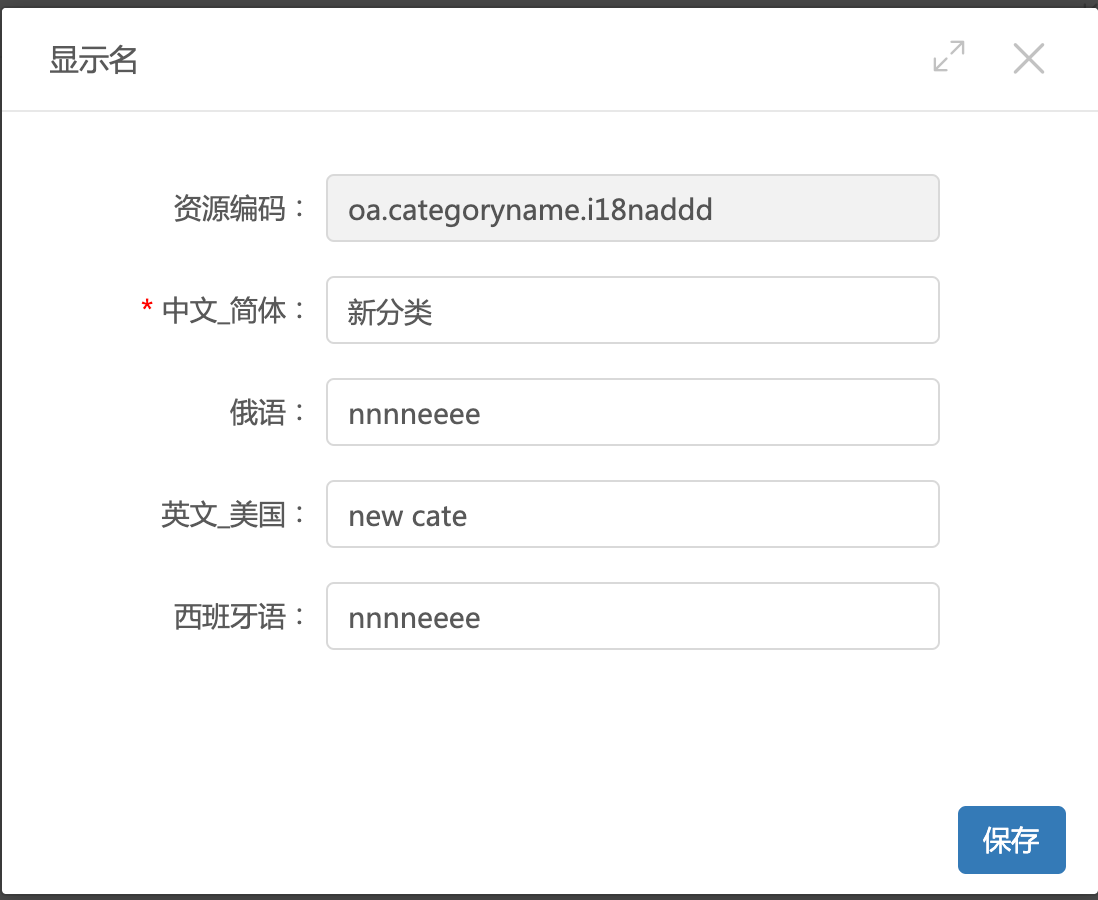 显示名
资源编码： oa.categoryname.i18naddd
* 中文_简体： 新分类
俄语： nnnneeee
英文_美国： new cate
西班牙语： nnnneeee
保存